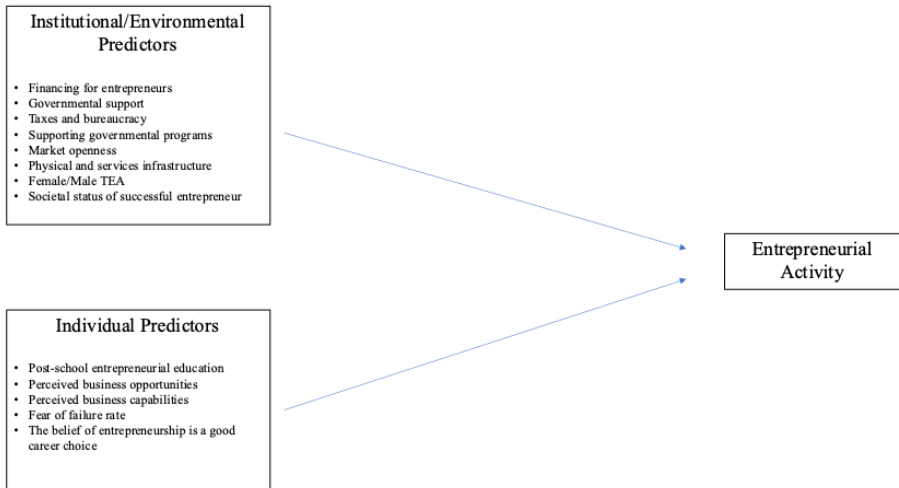 Institutional/Environmental
Predictors
• Financing for entrepreneurs
• Governmental support
• Taxes and bureaucracy
• Supporting governmental programs
• Market openness
• Physical and services infrastructure
• Female/Male TEA
• Societal status of successful entrepreneur
Entrepreneurial
Activity
Individual Predictors
• Post-school entrepreneurial education
• Perceived business opportunities
• Perceived business capabilities
• Fear of failure rate
• The belief of entrepreneurship is a good
career choice